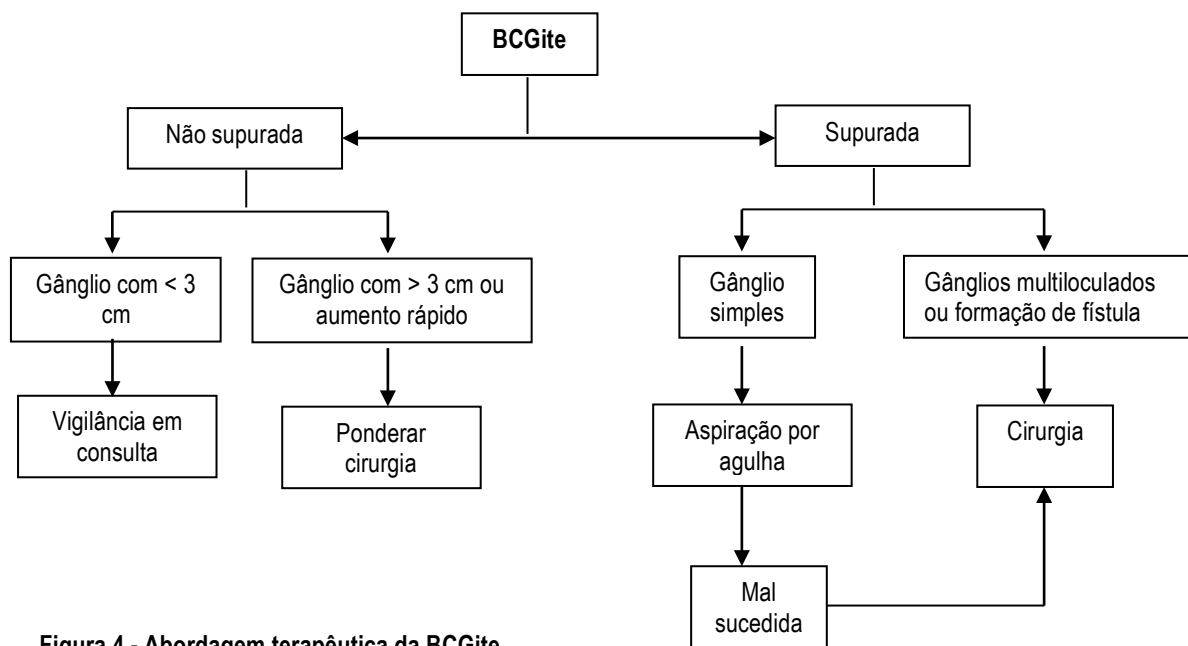 BCGite
Não supurada
Supurada
Gânglio com < 3
cm
Gânglio com > 3 cm ou
aumento rápido
Gânglio
simples
Gânglios multiloculados
ou formação de fístula
Vigilância em
consulta
Ponderar
cirurgia
Aspiração por
agulha
Cirurgia
Mal
sucedida
Figura 4 - Abordagem terapêutica da BCGite